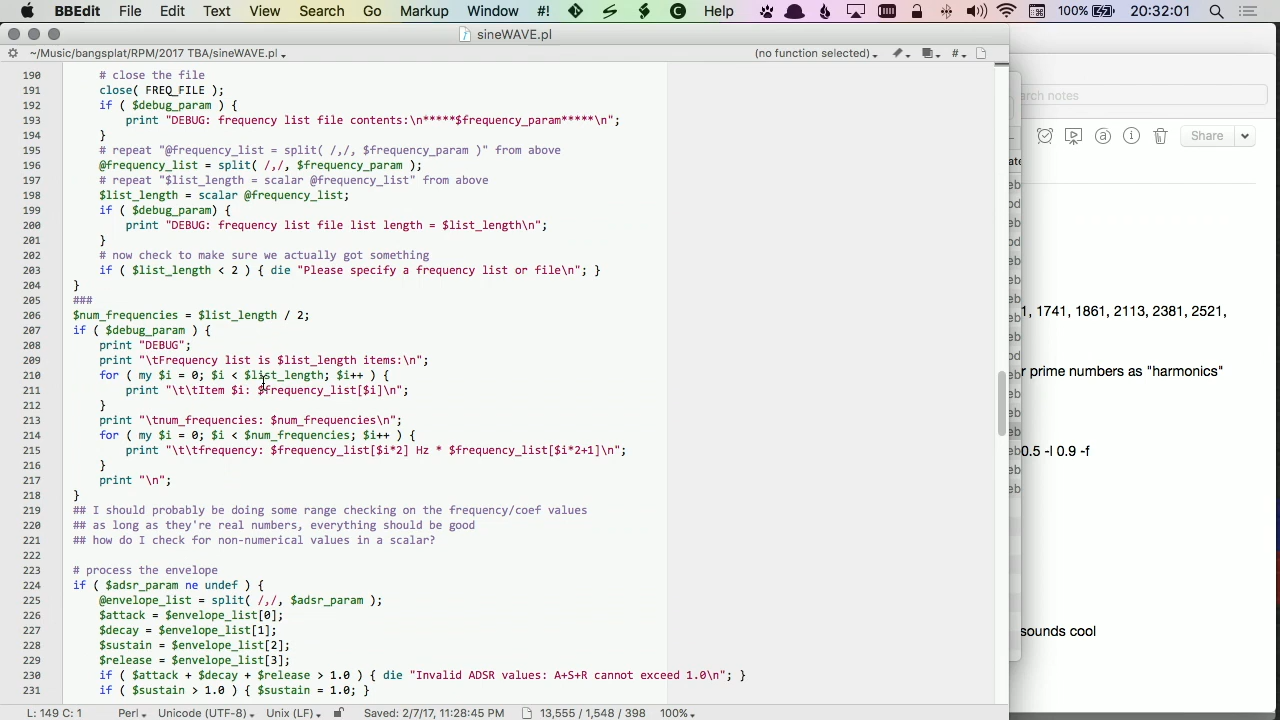 BBEdit File Edit Text View Search Go Markup Window #! Help 100% 20:32:01
sineWAVE.pl
~/Music/bangsplat/RPM/2017 TBA/sineWAVE.pl (no function selected) #
190 # close the file
191 close( FREQ_FILE );
192 if ( $debug_param ) {
193 print "DEBUG: frequency list file contents:\n*****$frequency_param*****\n";
194 }
195 # repeat "@frequency_list = split( /,/, $frequency_param )" from above
196 @frequency_list = split( /,/, $frequency_param );
197 # repeat "$list_length = scalar @frequency_list" from above
198 $list_length = scalar @frequency_list;
199 if ( $debug_param) {
200 print "DEBUG: frequency list file list length = $list_length\n";
201 }
202 # now check to make sure we actually got something
203 if ( $list_length < 2 ) { die "Please specify a frequency list or file\n"; }
204 }
205 ###
206 $num_frequencies = $list_length / 2;
207 if ( $debug_param ) {
208 print "DEBUG";
209 print "\tFrequency list is $list_length items:\n";
210 for ( my $i = 0; $i < $list_length; $i++ ) {
211 print "\t\tItem $i: $frequency_list[$i]\n";
212 }
213 print "\tnum_frequencies: $num_frequencies\n";
214 for ( my $i = 0; $i < $num_frequencies; $i++ ) {
215 print "\t\tfrequency: $frequency_list[$i*2] Hz * $frequency_list[$i*2+1]\n";
216 }
217 print "\n";
218 }
219 ## I should probably be doing some range checking on the frequency/coef values
220 ## as long as they're real numbers, everything should be good
221 ## how do I check for non-numerical values in a scalar?
222
223 # process the envelope
224 if ( $adsr_param ne undef ) {
225 @envelope_list = split( /,/, $adsr_param );
226 $attack = $envelope_list[0];
227 $decay = $envelope_list[1];
228 $sustain = $envelope_list[2];
229 $release = $envelope_list[3];
230 if ( $attack + $decay + $release > 1.0 ) { die "Invalid ADSR values: A+S+R cannot exceed 1.0\n"; }
231 if ( $sustain > 1.0 ) { $sustain = 1.0; }
L: 149 C: 1 Perl Unicode (UTF-8) Unix (LF) Saved: 2/7/17, 11:28:45 PM 13,555 / 1,548 / 398 100%
arch notes
Share
1, 1741, 1861, 2113, 2381, 2521,
r prime numbers as "harmonics"
0.5 -l 0.9 -f
sounds cool